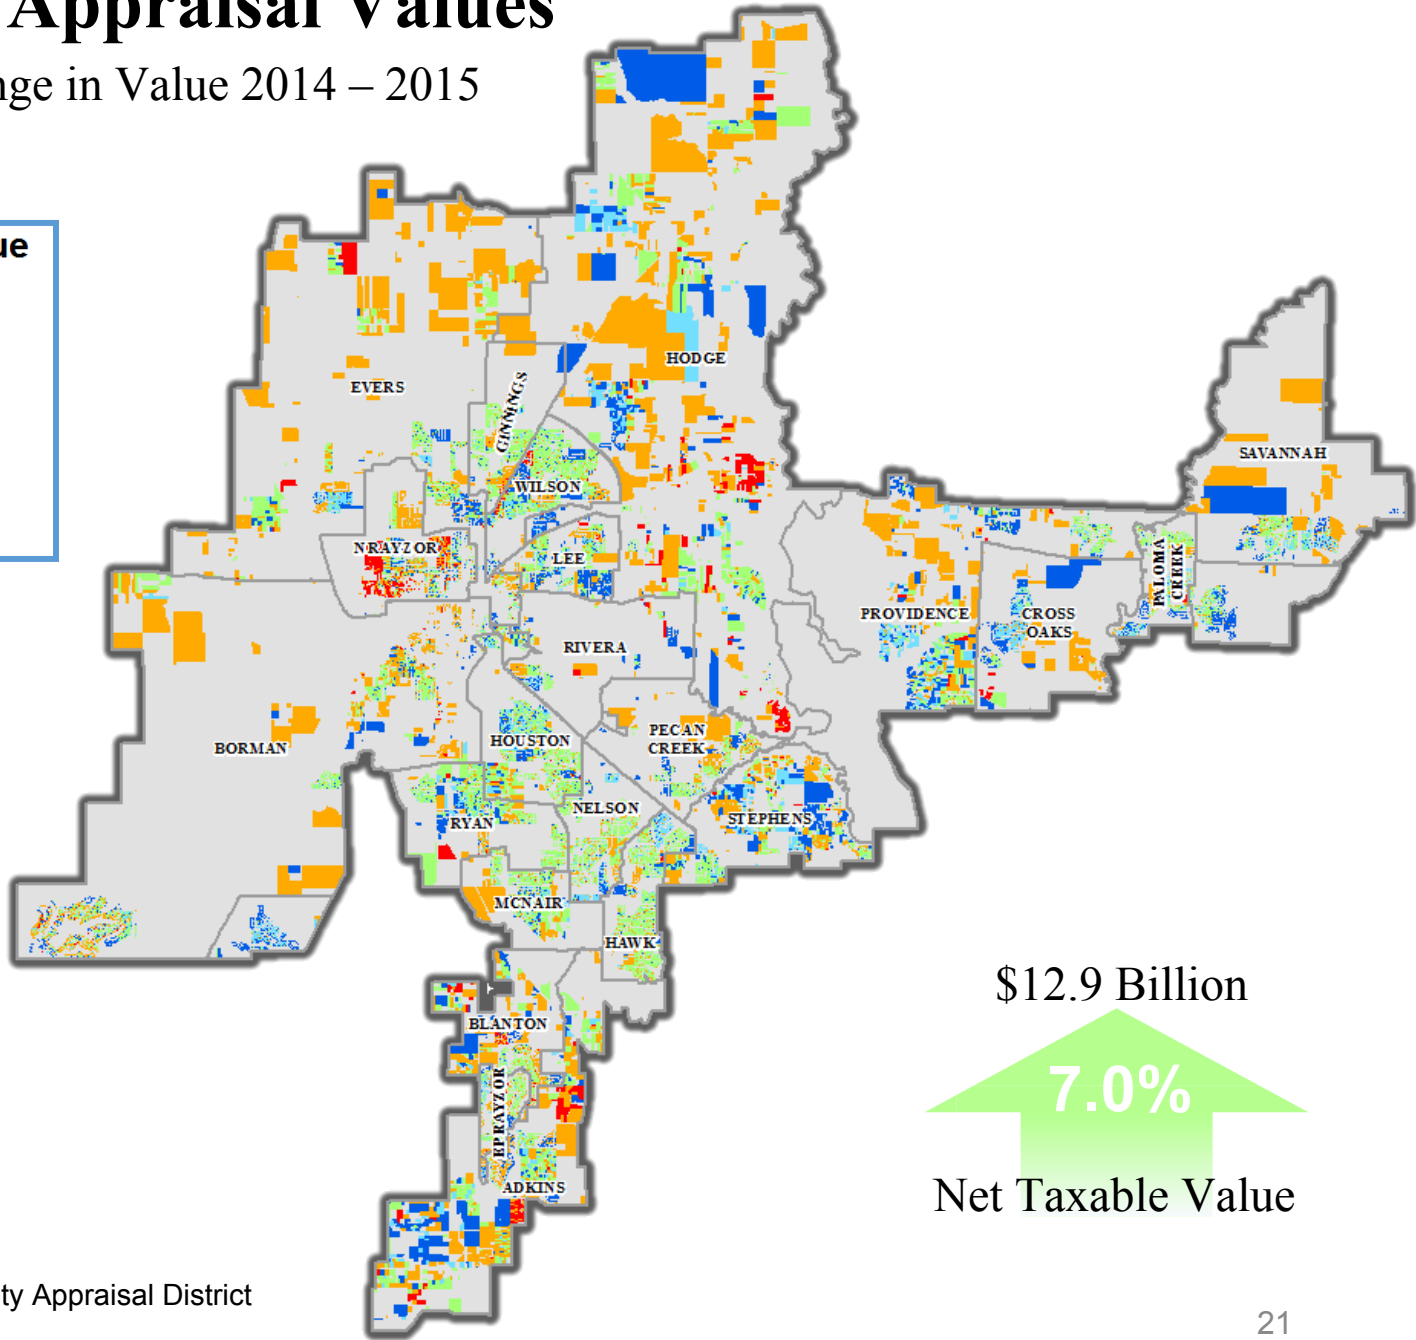 Appraisal Values
nge in Value 2014 – 2015
ue
HODGE
EVERS
GINNINGS
SAVANNAH
WILSON
N RAYZOR
LEE
PALOMA
CREEK
PROVIDENCE
CROSS
OAKS
RIVERA
PECAN
CREEK
BORMAN
HOUSTON
NELSON
STEPHENS
RYAN
MCNAIR
HAWK
BLANTON
EP RAYZOR
ADKINS
$12.9 Billion
7.0%
Net Taxable Value
ty Appraisal District
21